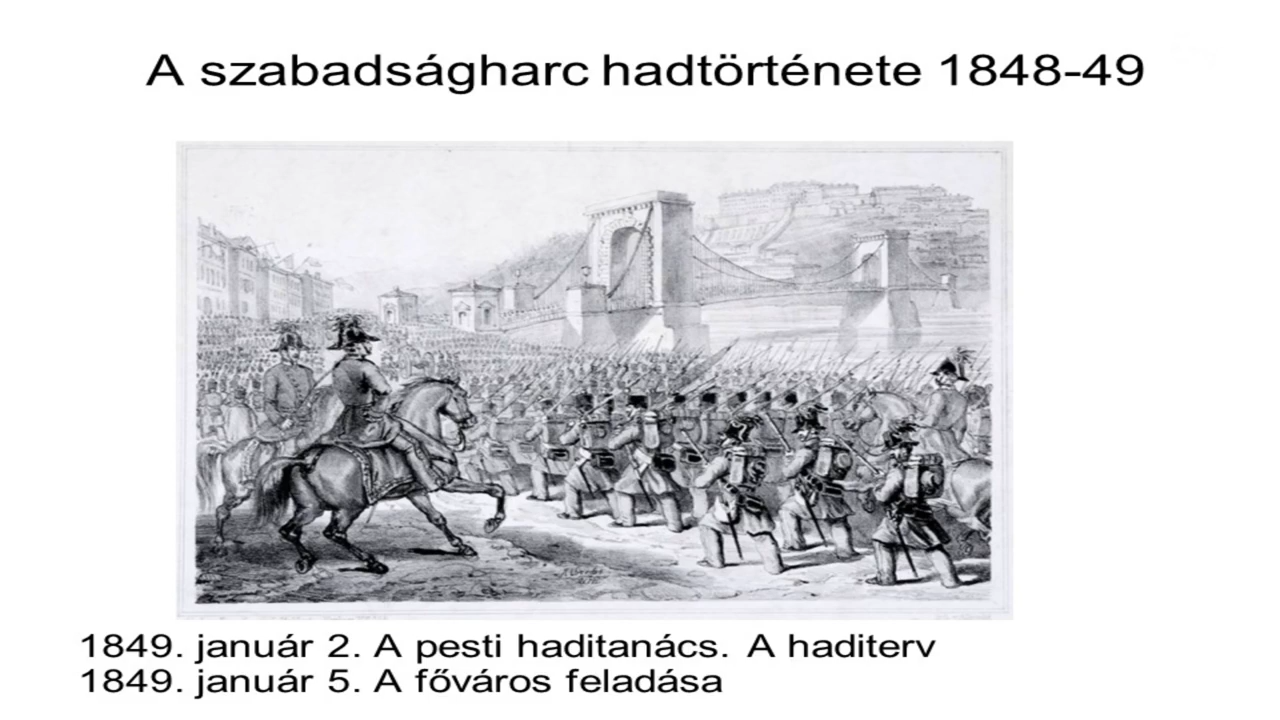 A szabadságharc hadtörténete 1848-49
1849. január 2. A pesti haditanács. A haditerv
1849. január 5. A főváros feladása